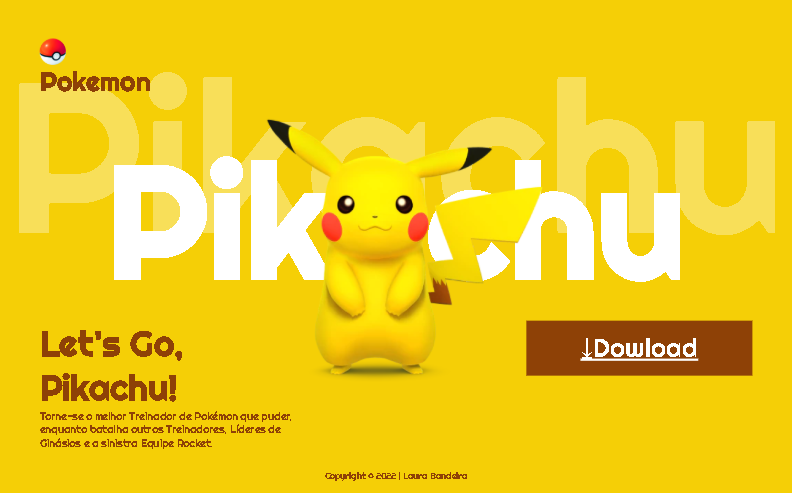 Pokemon
Pikachu
Pikachu
Let's Go,
Pikachu!
Torne-se o melhor Treinador de Pokémon que puder,
enquanto batalha outros Treinadores, Líderes de
Ginásios e a sinistra Equipe Rocket.
↓Dowload
Copyright © 2022 | Laura Bandeira